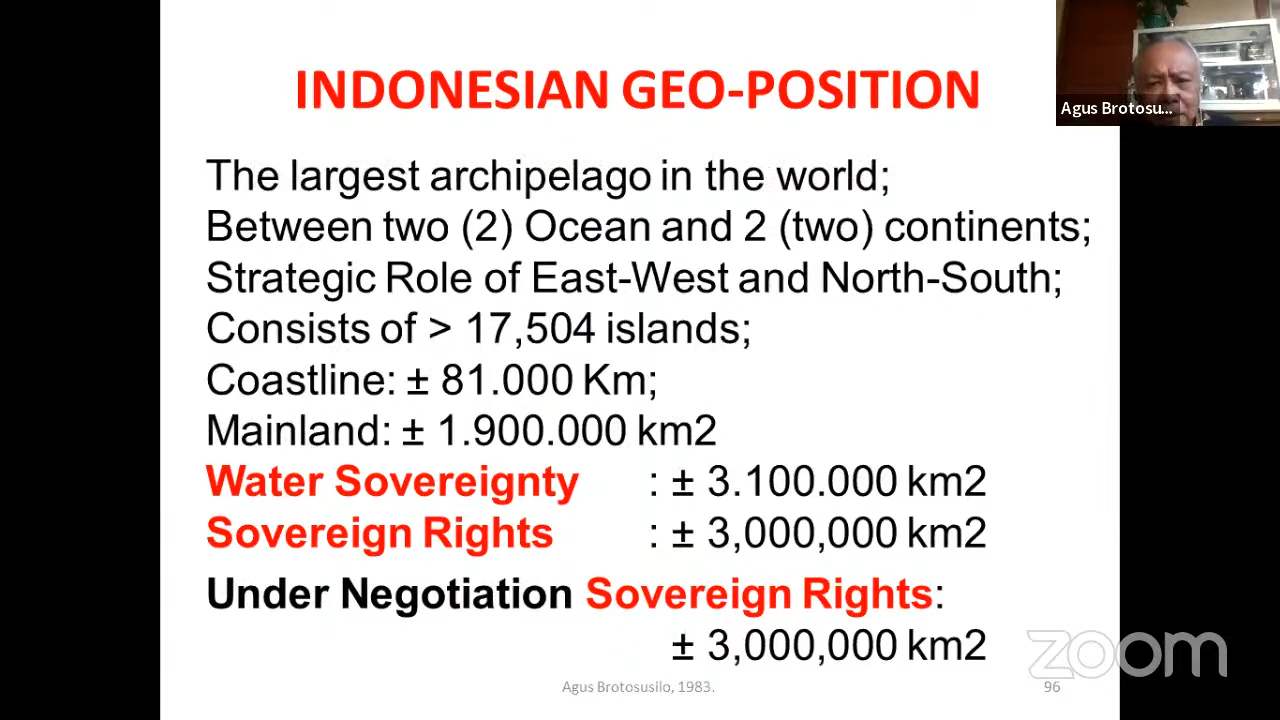 INDONESIAN GEO-POSITION
Agus Brotosu...
The largest archipelago in the world;
Between two (2) Ocean and 2 (two) continents;
Strategic Role of East-West and North-South;
Consists of > 17,504 islands;
Coastline: ± 81.000 Km;
Mainland: ± 1.900.000 km2
Water Sovereignty : ± 3.100.000 km2
Sovereign Rights : ± 3,000,000 km2
Under Negotiation Sovereign Rights:
± 3,000,000 km2
zoom
Agus Brotosusilo, 1983.
96